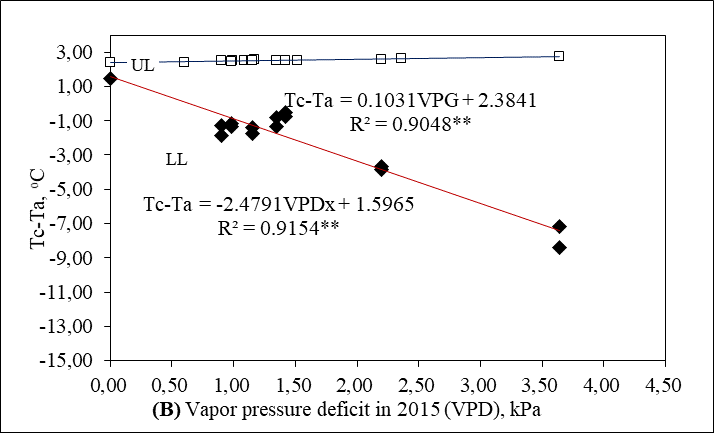 3,00
1,00
-1,00
-3,00
-5,00
-7,00
-9,00
-11,00
-13,00
-15,00
Tc-Ta, ᵒC
UL
Tc-Ta = 0.1031VPG + 2.3841
R² = 0.9048**
LL
Tc-Ta = -2.4791VPDx + 1.5965
R² = 0.9154**
0,00 0,50 1,00 1,50 2,00 2,50 3,00 3,50 4,00 4,50
(B) Vapor pressure deficit in 2015 (VPD), kPa